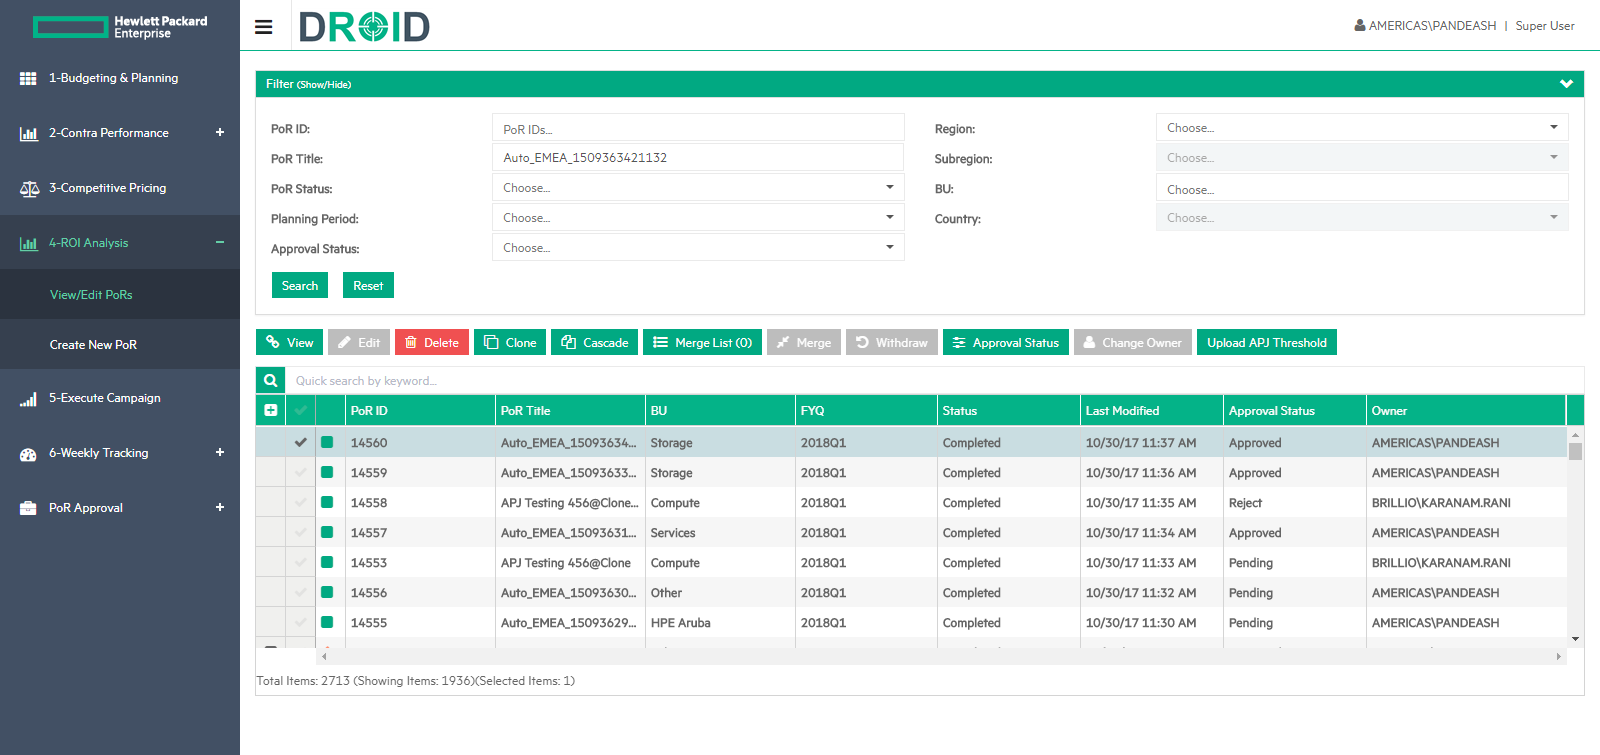 Hewlett Packard
Enterprise
DROID
AMERICAS\PANDEASH | Super User
1-Budgeting & Planning
2-Contra Performance +
3-Competitive Pricing
4-ROI Analysis −
View/Edit PoRs
Create New PoR
5-Execute Campaign
6-Weekly Tracking +
PoR Approval +
Filter (Show/Hide)
PoR ID: PoR IDs... Region: Choose...
PoR Title: Auto_EMEA_1509363421132 Subregion: Choose...
PoR Status: Choose... BU: Choose...
Planning Period: Choose... Country: Choose...
Approval Status: Choose...
Search Reset
View Edit Delete Clone Cascade Merge List (0) Merge Withdraw Approval Status Change Owner Upload APJ Threshold
Quick search by keyword...
PoR ID PoR Title BU FYQ Status Last Modified Approval Status Owner
14560 Auto_EMEA_15093634... Storage 2018Q1 Completed 10/30/17 11:37 AM Approved AMERICAS\PANDEASH
14559 Auto_EMEA_15093633... Storage 2018Q1 Completed 10/30/17 11:36 AM Approved AMERICAS\PANDEASH
14558 APJ Testing 456@Clone... Compute 2018Q1 Completed 10/30/17 11:35 AM Reject BRILLIO\KARANAM.RANI
14557 Auto_EMEA_15093631... Services 2018Q1 Completed 10/30/17 11:34 AM Approved AMERICAS\PANDEASH
14553 APJ Testing 456@Clone Compute 2018Q1 Completed 10/30/17 11:33 AM Pending BRILLIO\KARANAM.RANI
14556 Auto_EMEA_15093630... Other 2018Q1 Completed 10/30/17 11:32 AM Pending AMERICAS\PANDEASH
14555 Auto_EMEA_15093629... HPE Aruba 2018Q1 Completed 10/30/17 11:30 AM Pending AMERICAS\PANDEASH
Total Items: 2713 (Showing Items: 1936)(Selected Items: 1)